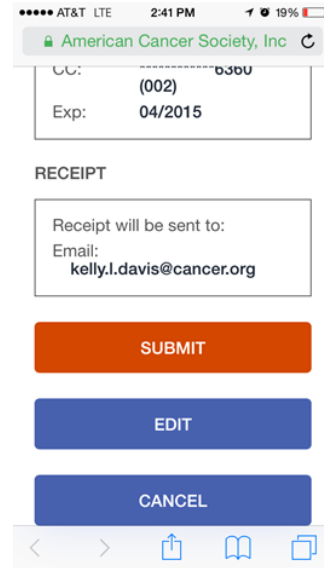 AT&T LTE 2:41 PM 19%
American Cancer Society, Inc
CC: ************6360
(002)
Exp: 04/2015
RECEIPT
Receipt will be sent to:
Email:
kelly.l.davis@cancer.org
SUBMIT
EDIT
CANCEL